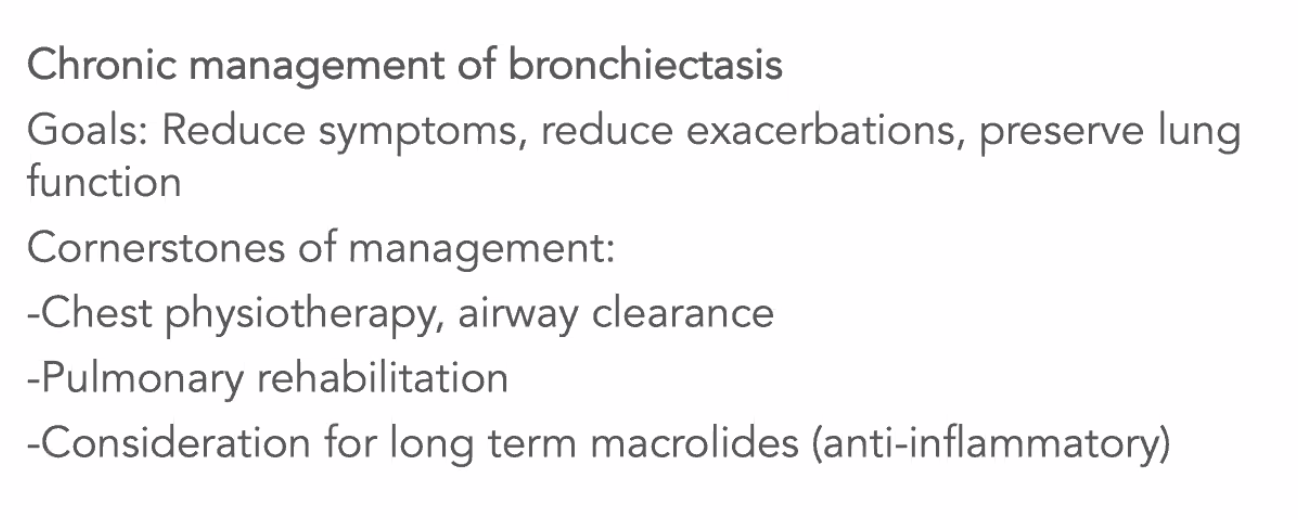 Chronic management of bronchiectasis
Goals: Reduce symptoms, reduce exacerbations, preserve lung
function
Cornerstones of management:
-Chest physiotherapy, airway clearance
-Pulmonary rehabilitation
-Consideration for long term macrolides (anti-inflammatory)